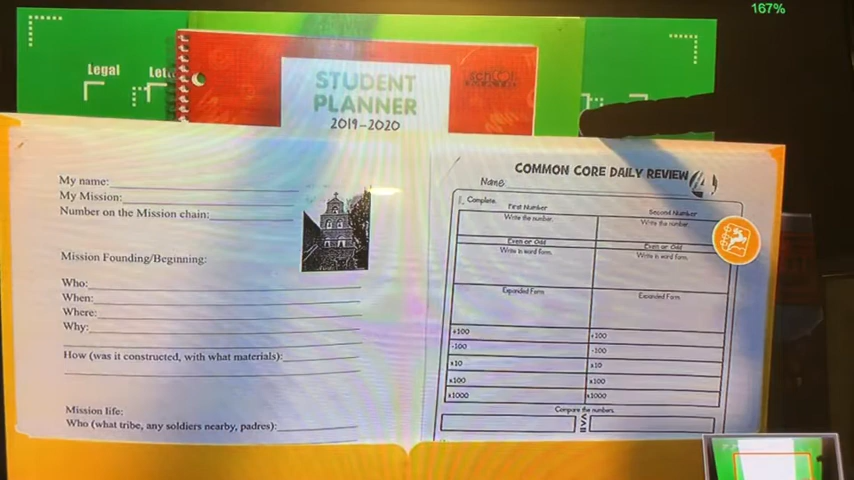 167%
Legal
STUDENT
PLANNER
2019-2020
My name:
My Mission:
Number on the Mission chain:
Mission Founding/Beginning:
Who:
When:
Where:
Why:
How (was it constructed, with what materials):
Mission life:
Who (what tribe, any soldiers nearby, padres):
COMMON CORE DAILY REVIEW
Name
1. Complete.
First Number
Second Number
Write the number.
Write the number.
Even or Odd
Even or Odd
Write in word form.
Write in word form.
Expanded Form
Expanded Form
+100
+100
-100
-100
x10
x10
x100
x100
x1000
x1000
Compare the numbers.